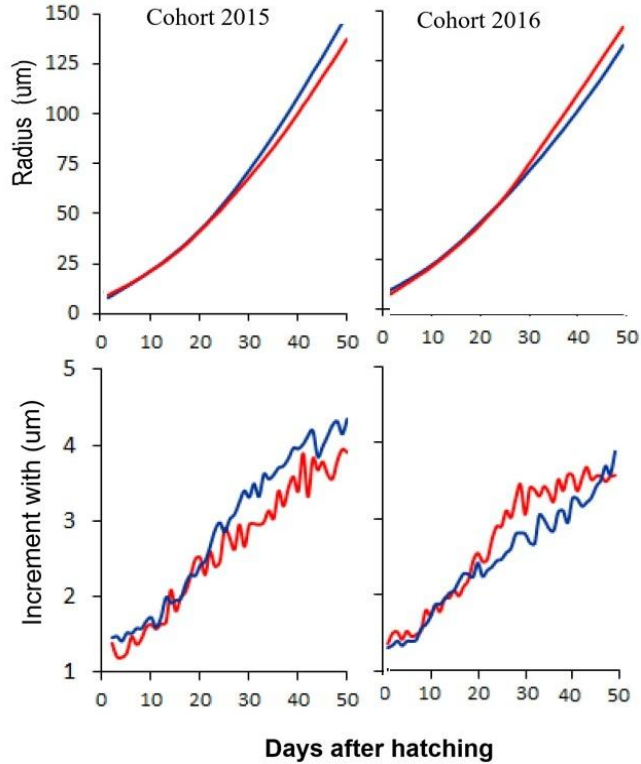 Cohort 2015
Cohort 2016
Radius (um)
150
125
100
75
50
25
0
0 10 20 30 40 50
0 10 20 30 40 50
Increment with (um)
5
4
3
2
1
0 10 20 30 40 50
0 10 20 30 40 50
Days after hatching